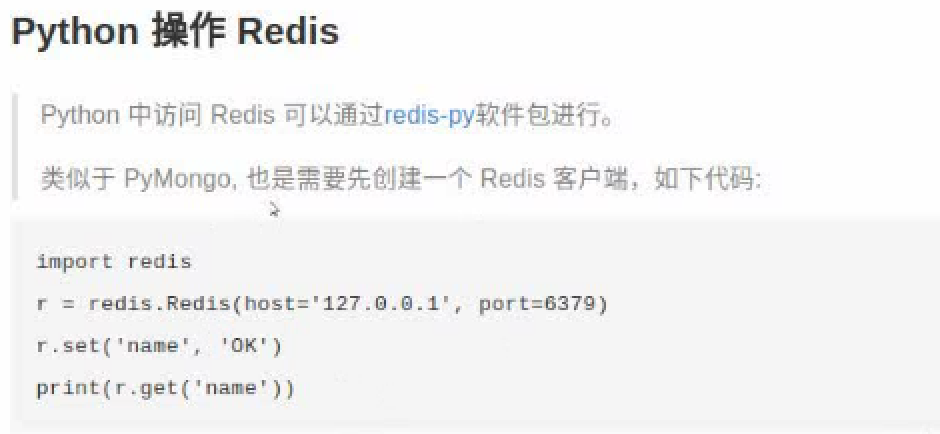 Python 操作 Redis
Python 中访问 Redis 可以通过redis-py软件包进行。
类似于 PyMongo, 也是需要先创建一个 Redis 客户端，如下代码:
import redis
r = redis.Redis(host='127.0.0.1', port=6379)
r.set('name', 'OK')
print(r.get('name'))